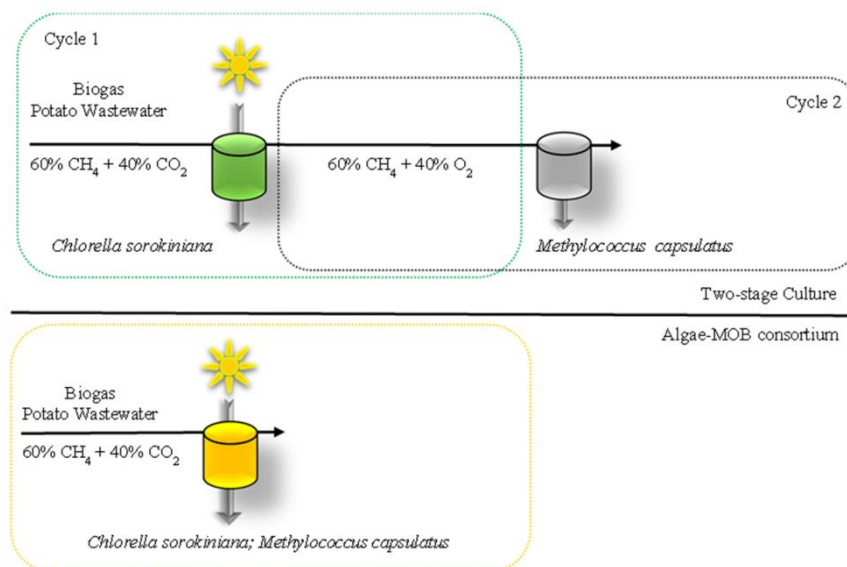 Cycle 1
Biogas
Potato Wastewater
Cycle 2
60% CH₄ + 40% CO₂
60% CH₄ + 40% O₂
Chlorella sorokiniana
Methylococcus capsulatus
Two-stage Culture
Algae-MOB consortium
Biogas
Potato Wastewater
60% CH₄ + 40% CO₂
Chlorella sorokiniana; Methylococcus capsulatus